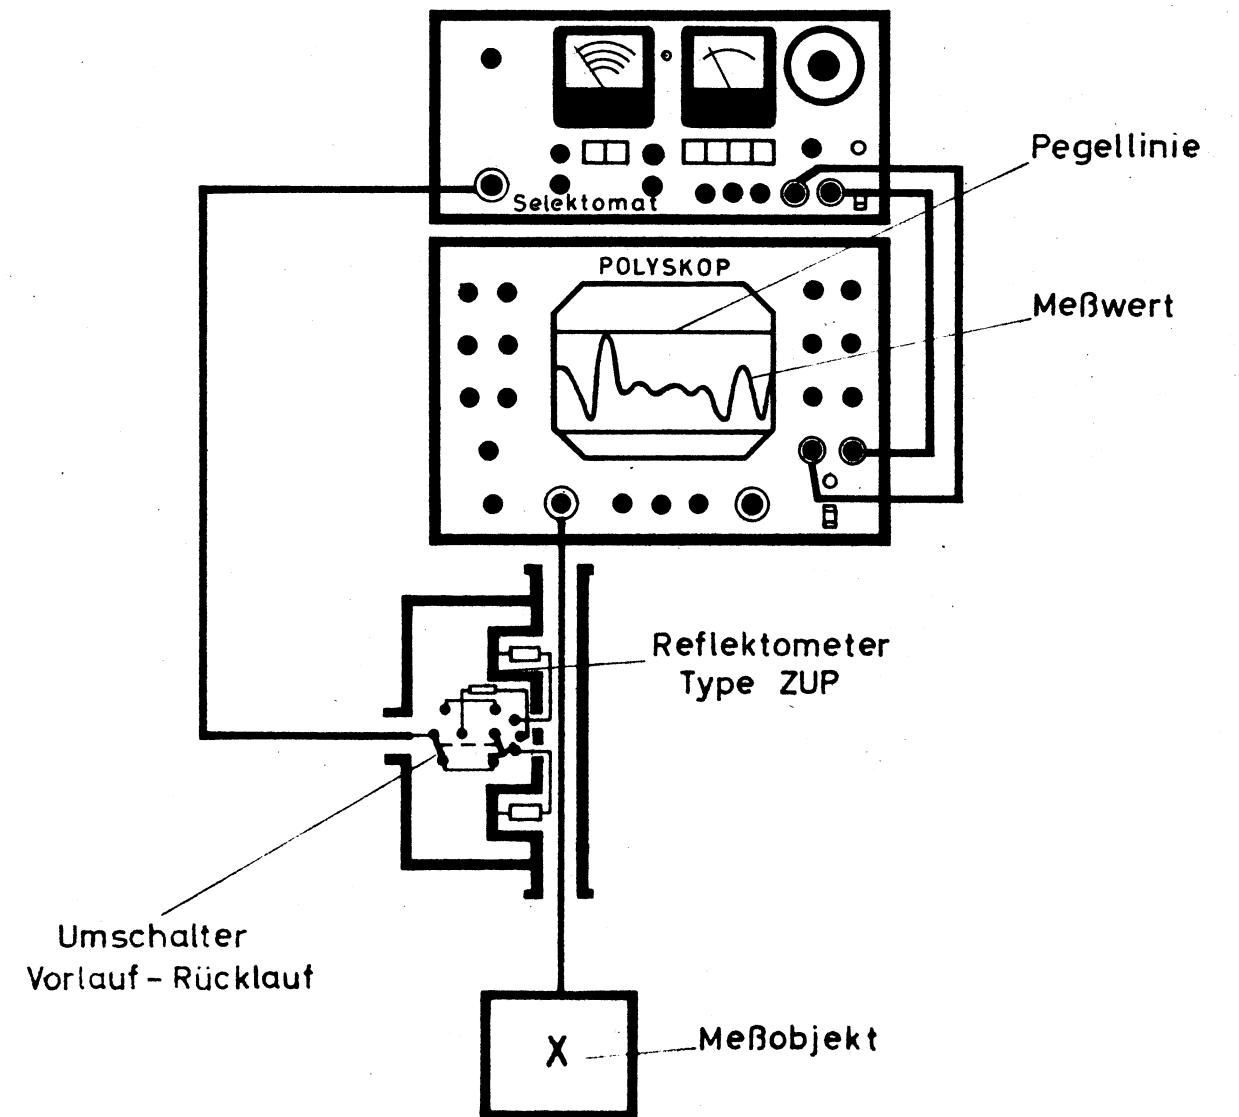 Pegellinie
Selektomat
POLYSKOP
Meßwert
Reflektometer
Type ZUP
Umschalter
Vorlauf - Rücklauf
X
Meßobjekt